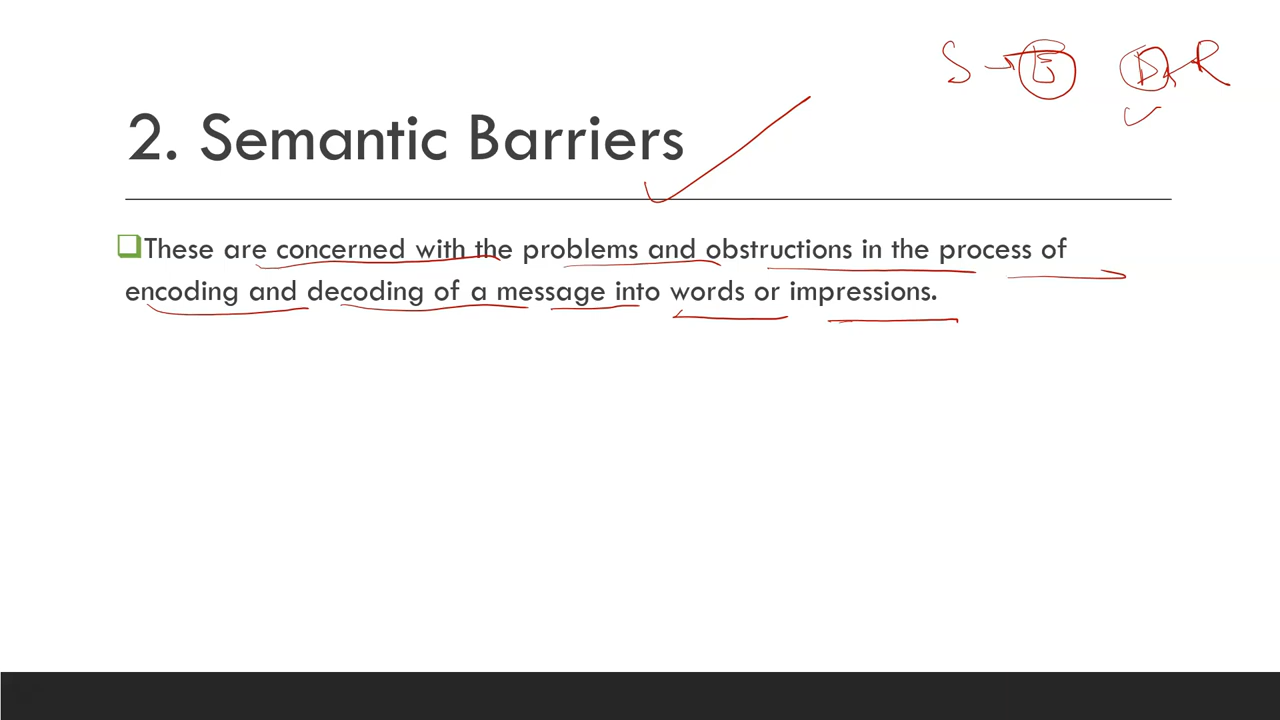 S → E D R
2. Semantic Barriers
These are concerned with the problems and obstructions in the process of
encoding and decoding of a message into words or impressions.